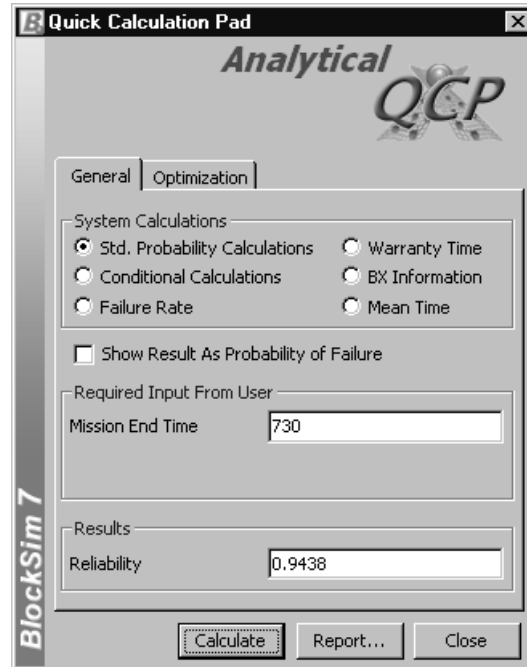 Quick Calculation Pad
Analytical
QCP
General
Optimization
System Calculations
Std. Probability Calculations
Warranty Time
Conditional Calculations
BX Information
Failure Rate
Mean Time
Show Result As Probability of Failure
Required Input From User
Mission End Time
730
Results
Reliability
0.9438
BlockSim 7
Calculate
Report...
Close